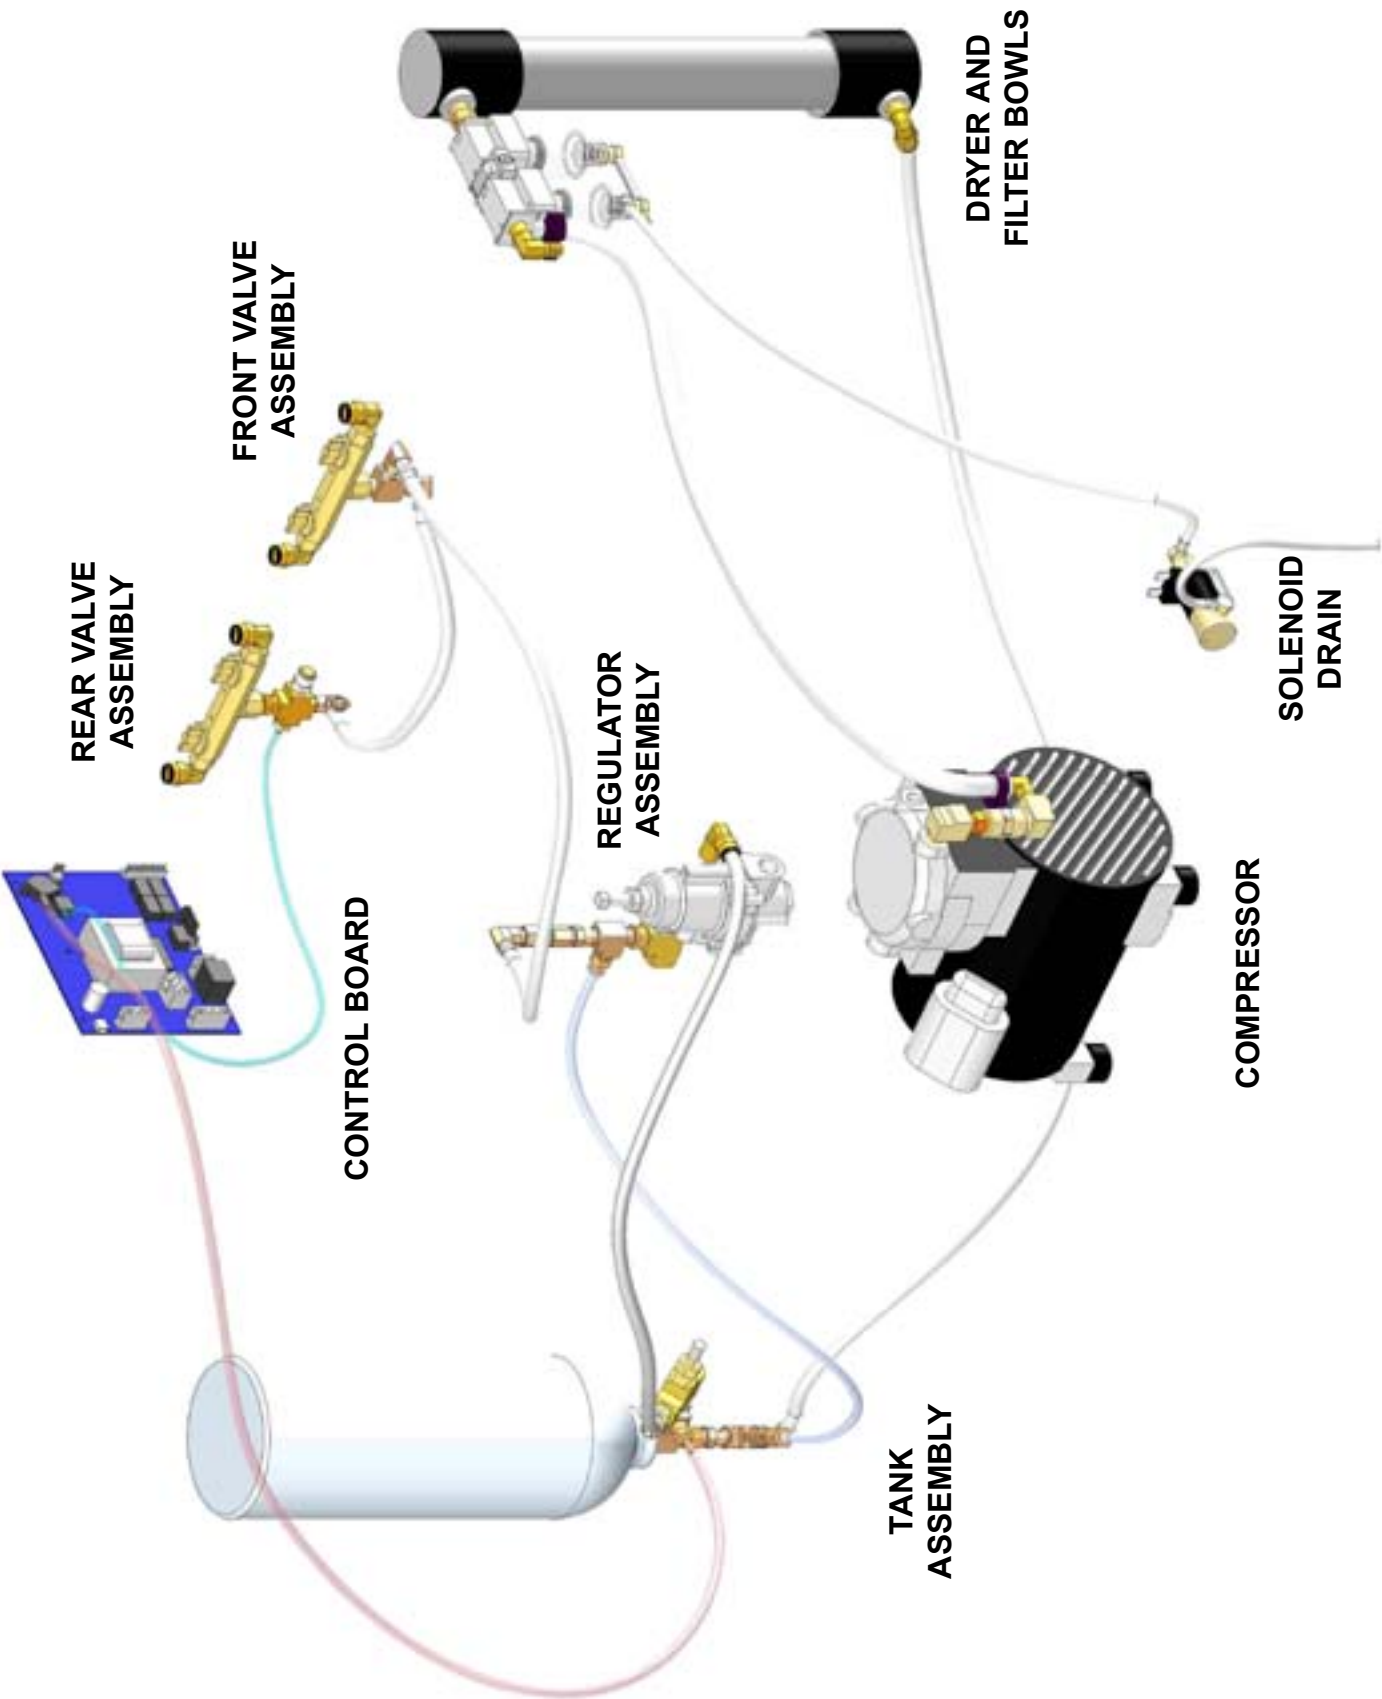 REAR VALVE
ASSEMBLY
FRONT VALVE
ASSEMBLY
CONTROL BOARD
REGULATOR
ASSEMBLY
DRYER AND
FILTER BOWLS
TANK
ASSEMBLY
COMPRESSOR
SOLENOID
DRAIN